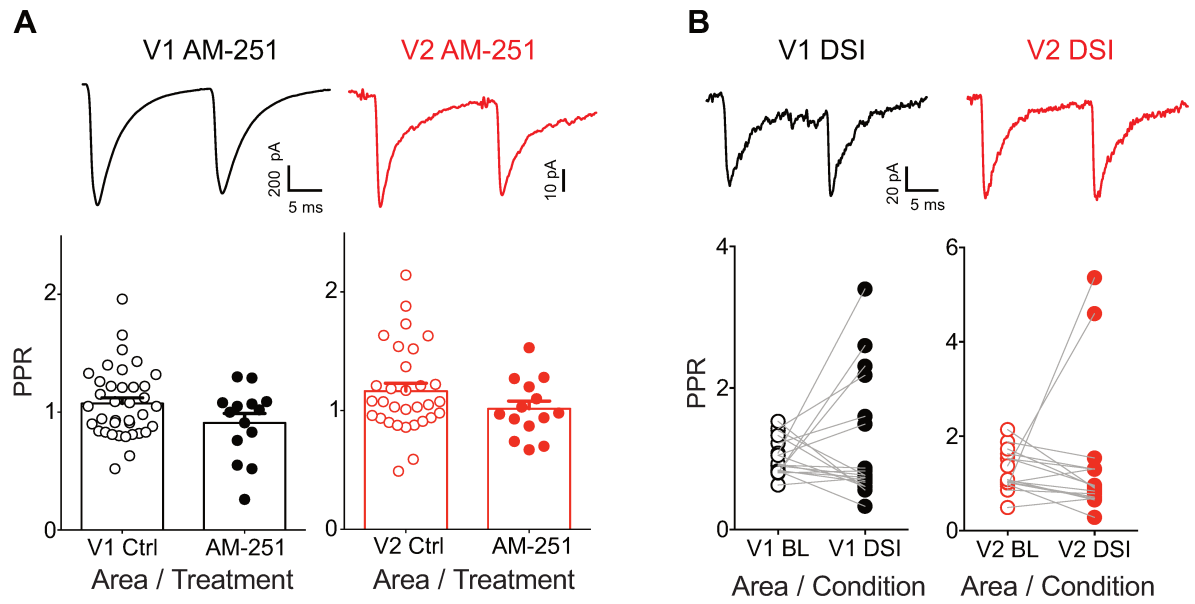 A
B
V1 AM-251
V2 AM-251
V1 DSI
V2 DSI
200 pA
5 ms
10 pA
20 pA
5 ms
PPR
2
1
0
V1 Ctrl
AM-251
Area / Treatment
2
1
0
V2 Ctrl
AM-251
Area / Treatment
PPR
4
2
0
V1 BL
V1 DSI
Area / Condition
6
4
2
0
V2 BL
V2 DSI
Area / Condition